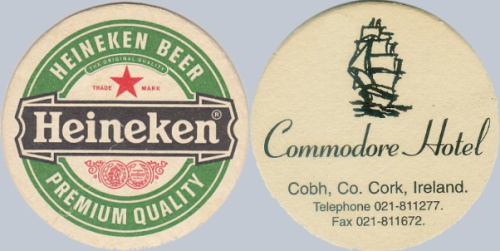 HEINEKEN BEER
THE ORIGINAL QUALITY
TRADE MARK
Heineken®
PREMIUM QUALITY
Commodore Hotel
Cobh, Co. Cork, Ireland.
Telephone 021-811277.
Fax 021-811672.